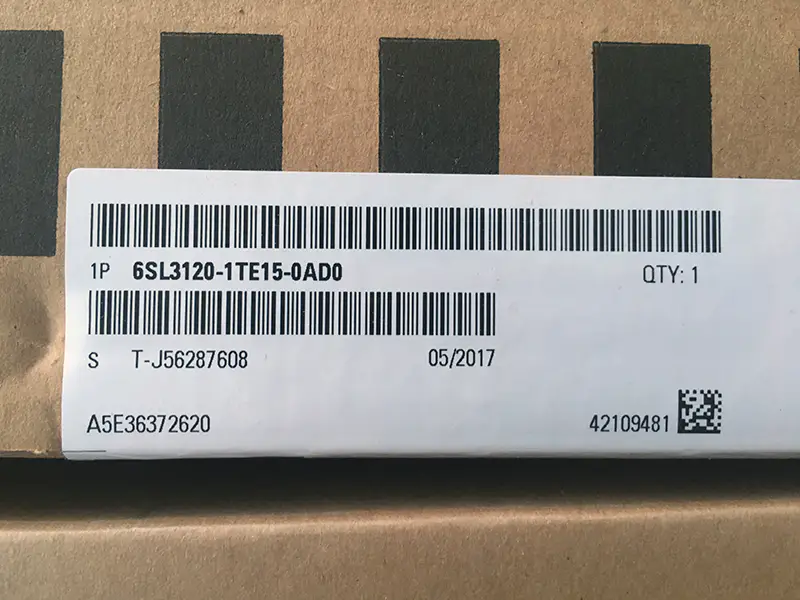 1P 6SL3120-1TE15-0AD0 QTY: 1
S T-J56287608 05/2017
A5E36372620 42109481